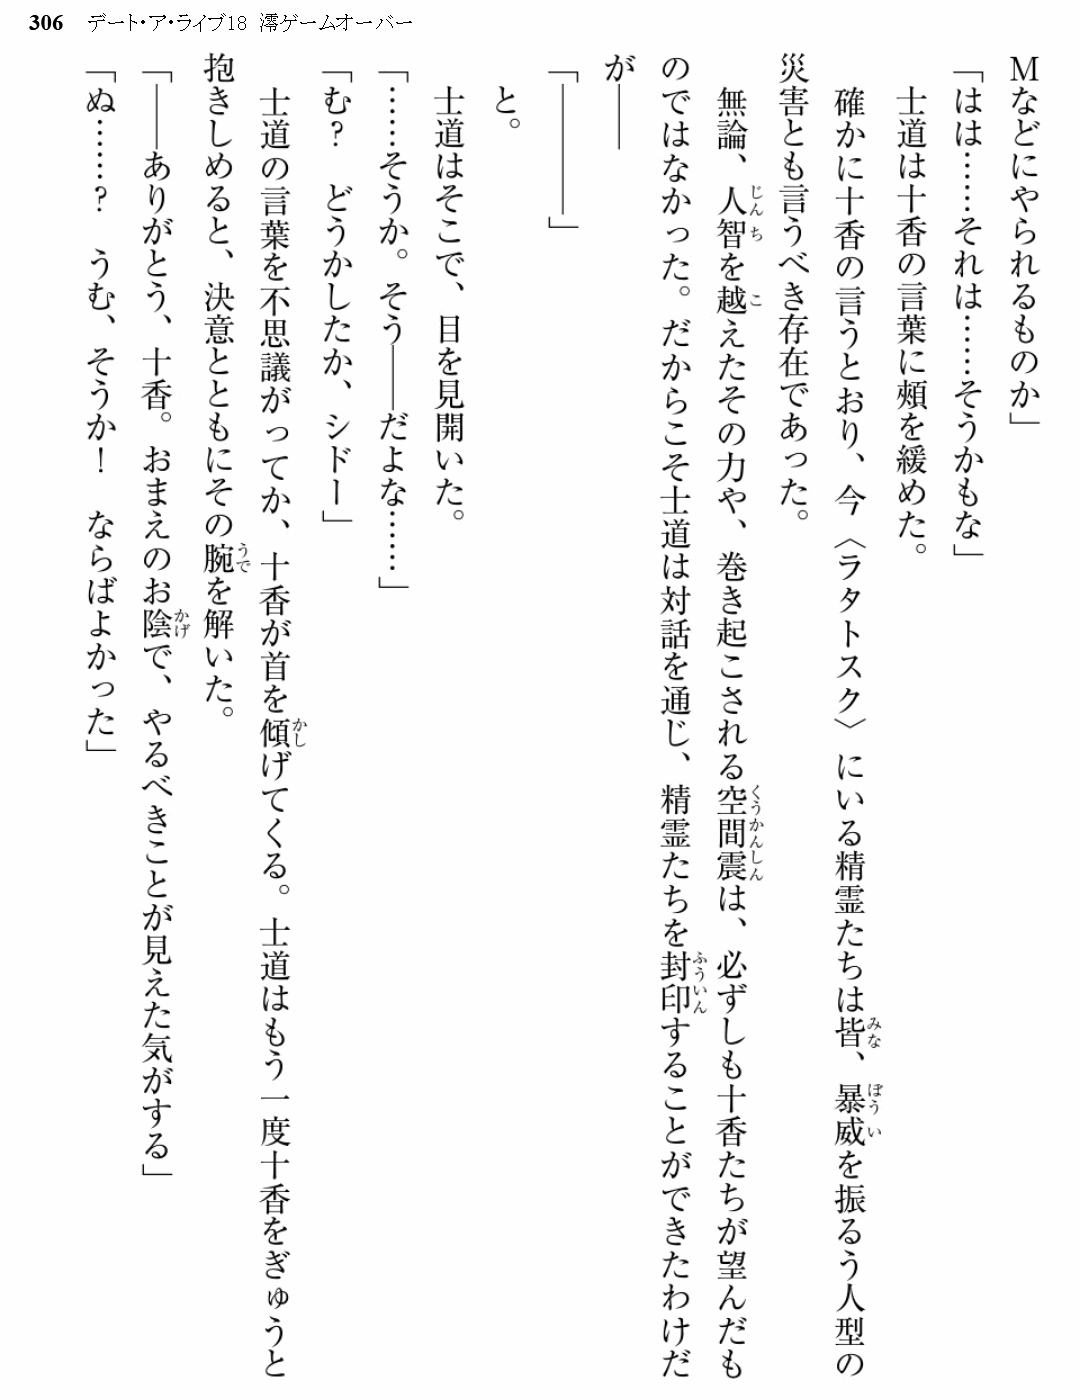 306 デート・ア・ライブ18 澪ゲームオーバー
Mなどにやられるものか」
「はは……それは……そうかもな」
士道は十香の言葉に頰を緩めた。
確かに十香の言うとおり、今〈ラタトスク〉にいる精霊たちは皆、暴威を振るう人型の
災害とも言うべき存在であった。
無論、人智を越えたその力や、巻き起こされる空間震は、必ずしも十香たちが望んだも
のではなかった。だからこそ士道は対話を通じ、精霊たちを封印することができたわけだ
が――
「――――」
と。
士道はそこで、目を見開いた。
「……そうか。そう――だよな……」
「む？　どうかしたか、シドー」
士道の言葉を不思議がってか、十香が首を傾げてくる。士道はもう一度十香をぎゅうと
抱きしめると、決意とともにその腕を解いた。
「――ありがとう、十香。おまえのお陰で、やるべきことが見えた気がする」
「ぬ……？　うむ、そうか！　ならばよかった」